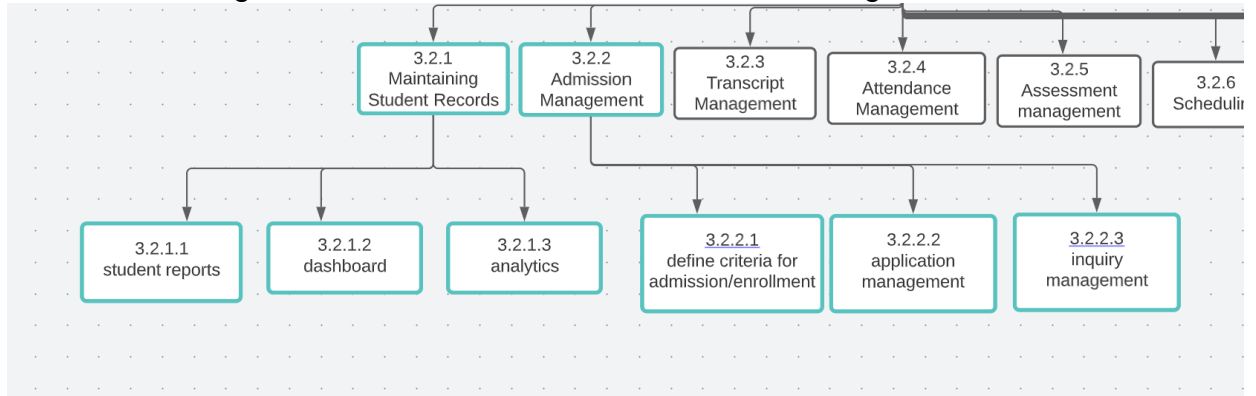 3.2.1
Maintaining
Student Records
3.2.2
Admission
Management
3.2.3
Transcript
Management
3.2.4
Attendance
Management
3.2.5
Assessment
management
3.2.6
3.2.1.1
student reports
3.2.1.2
dashboard
3.2.1.3
analytics
3.2.2.1
define criteria for
admission/enrollment
3.2.2.2
application
management
3.2.2.3
inquiry
management